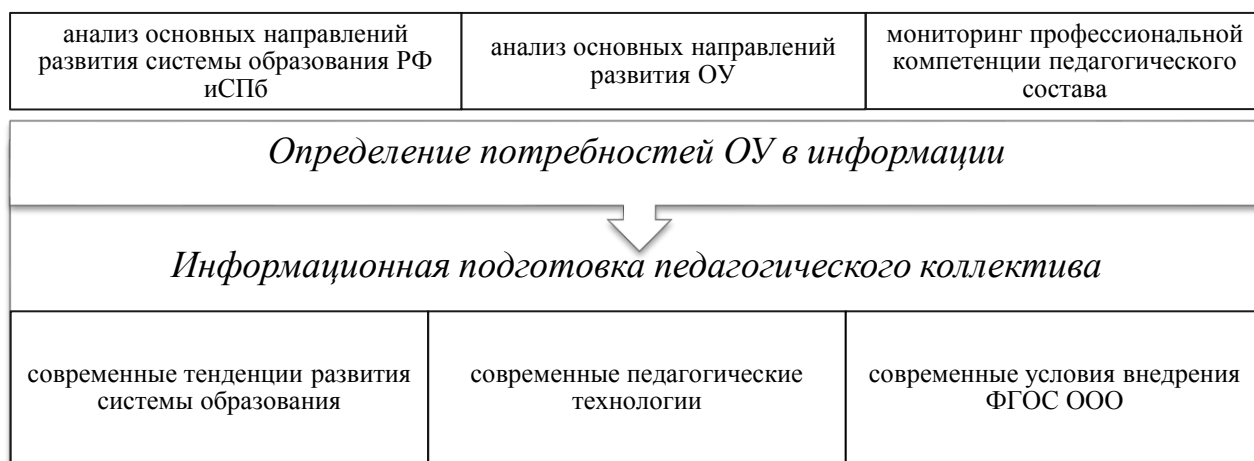 анализ основных направлений
развития системы образования РФ
иСПб
анализ основных направлений
развития ОУ
мониторинг профессиональной
компетенции педагогического
состава
Определение потребностей ОУ в информации
Информационная подготовка педагогического коллектива
современные тенденции развития
системы образования
современные педагогические
технологии
современные условия внедрения
ФГОС ООО